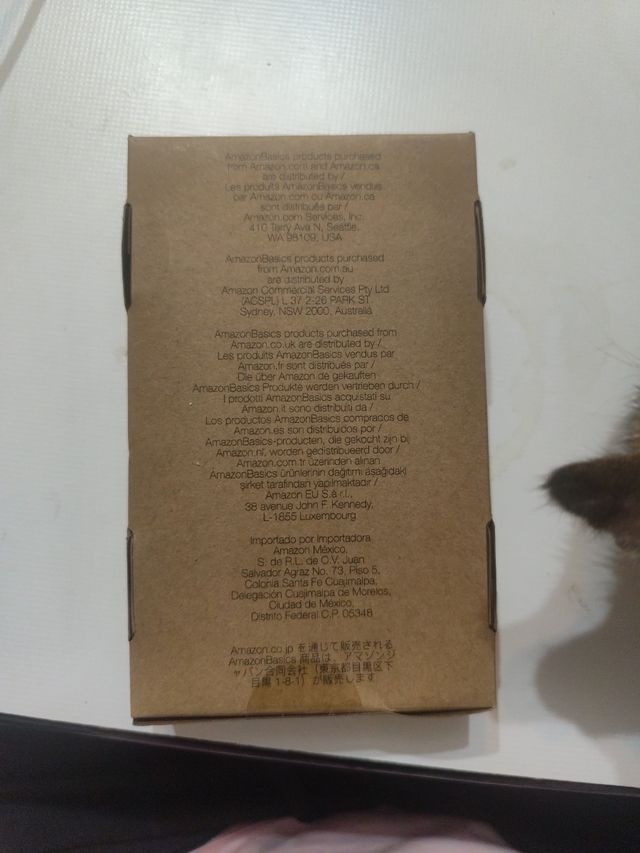 AmazonBasics products purchased
from Amazon.com and Amazon.ca
are distributed by /
Les produits AmazonBasics vendus
par Amazon.com ou Amazon.ca
sont distribués par /
Amazon.com Services, Inc.
410 Terry Ave N, Seattle,
WA 98109, USA
AmazonBasics products purchased
from Amazon.com.au
are distributed by
Amazon Commercial Services Pty Ltd
(ACSPL) L 37 2-26 PARK ST
Sydney, NSW 2000, Australia
AmazonBasics products purchased from
Amazon.co.uk are distributed by /
Les produits AmazonBasics vendus par
Amazon.fr sont distribués par /
Die über Amazon.de gekauften
AmazonBasics Produkte werden vertrieben durch /
I prodotti AmazonBasics acquistati su
Amazon.it sono distribuiti da /
Los productos AmazonBasics comprados de
Amazon.es son distribuidos por /
AmazonBasics-producten, die gekocht zijn bij
Amazon.nl, worden gedistribueerd door /
Amazon.com.tr üzerinden alınan
AmazonBasics ürünlerinin dağıtımı aşağıdaki
şirket tarafından yapılmaktadır /
Amazon EU S.à r.l.,
38 avenue John F. Kennedy,
L-1855 Luxembourg
Importado por Importadora
Amazon México,
S. de R.L. de C.V. Juan
Salvador Agraz No. 73, Piso 5,
Colonia Santa Fe Cuajimalpa,
Delegación Cuajimalpa de Morelos,
Ciudad de México,
Distrito Federal C.P. 05348
Amazon.co.jp を通じて販売される
AmazonBasics 商品は、アマゾンジ
ャパン合同会社（東京都目黒区下
目黒 1-8-1）が販売します